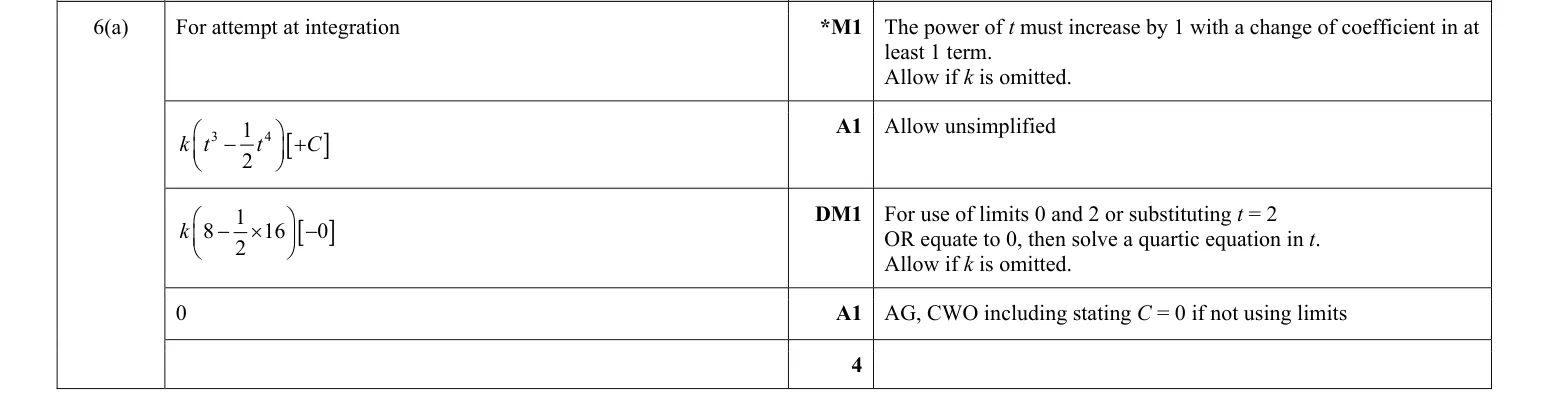 6(a) For attempt at integration *M1 The power of t must increase by 1 with a change of coefficient in at
least 1 term.
Allow if k is omitted.
k(t³ − 1/2 t⁴)[+C] A1 Allow unsimplified
k(8 − 1/2 × 16)[−0] DM1 For use of limits 0 and 2 or substituting t = 2
OR equate to 0, then solve a quartic equation in t.
Allow if k is omitted.
0 A1 AG, CWO including stating C = 0 if not using limits
4